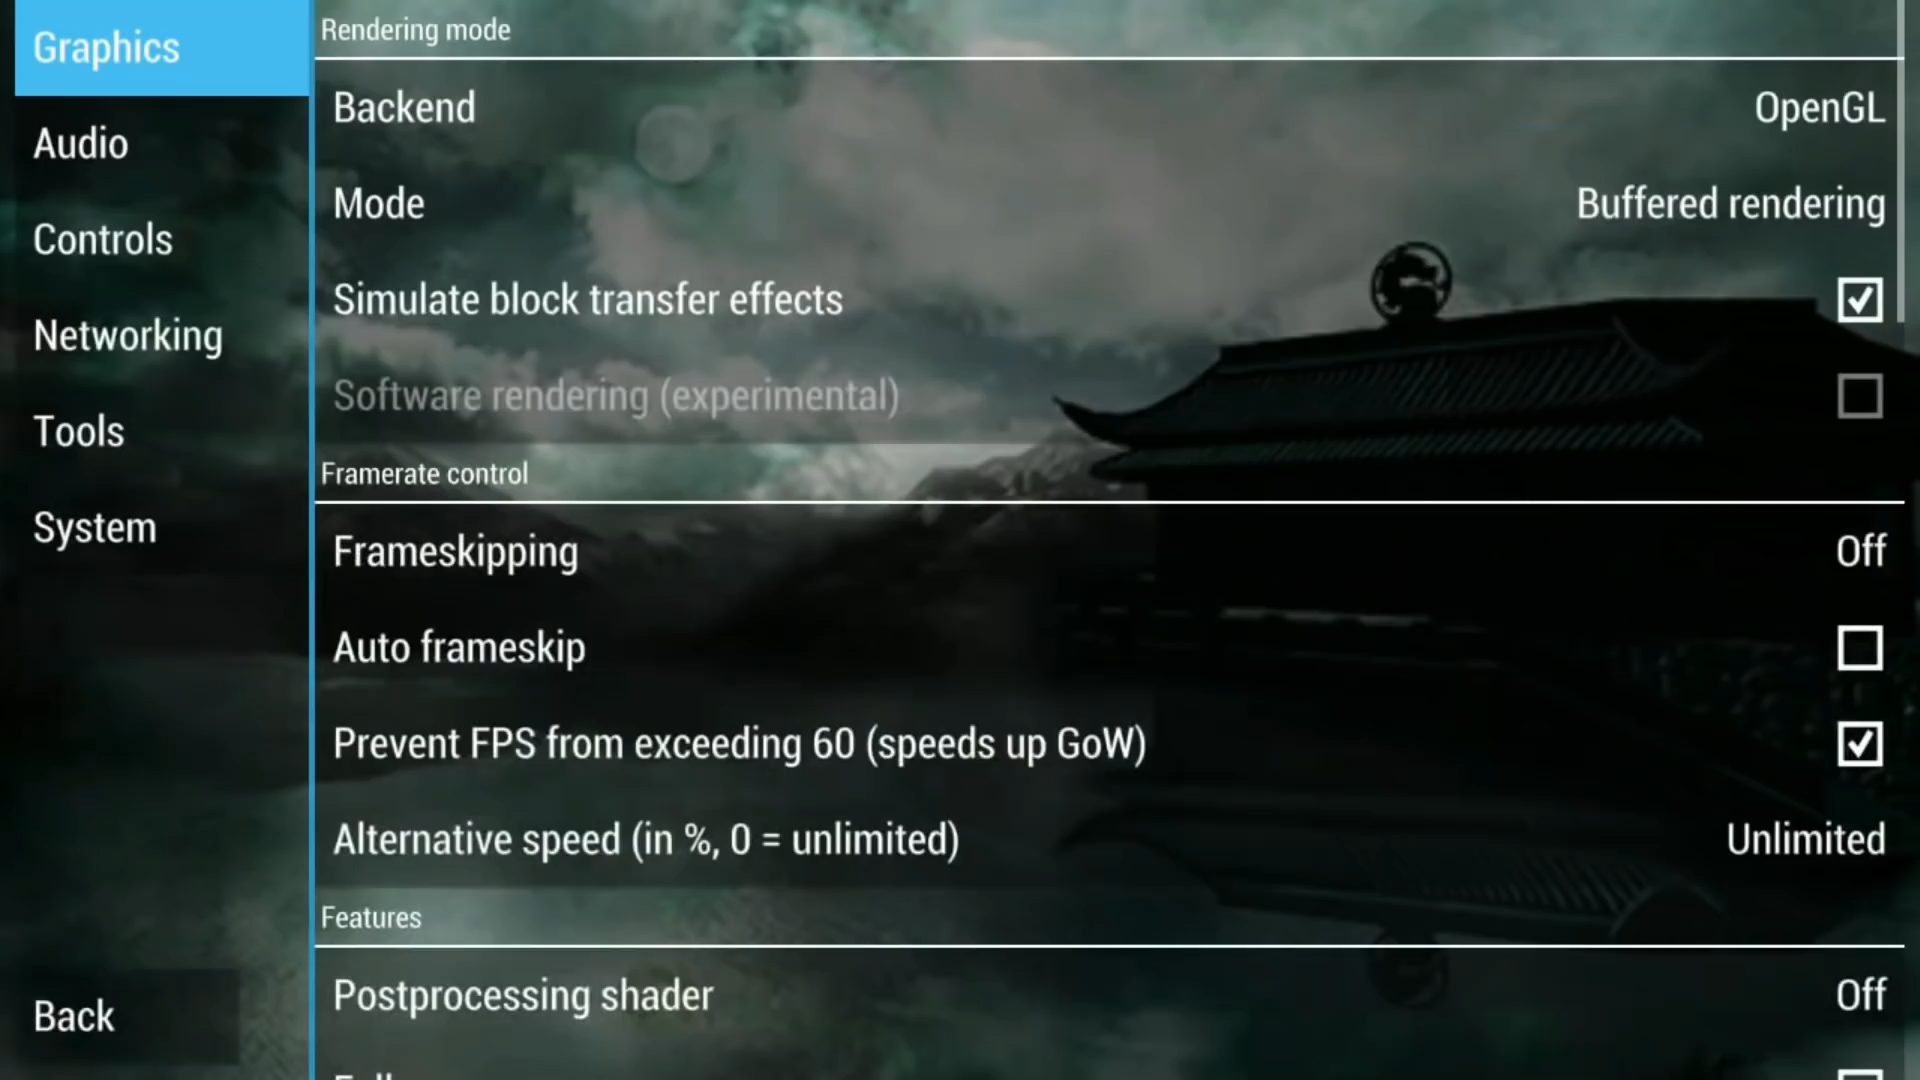 Graphics
Audio
Controls
Networking
Tools
System
Back
Rendering mode
Backend OpenGL
Mode Buffered rendering
Simulate block transfer effects
Software rendering (experimental)
Framerate control
Frameskipping Off
Auto frameskip
Prevent FPS from exceeding 60 (speeds up GoW)
Alternative speed (in %, 0 = unlimited) Unlimited
Features
Postprocessing shader Off